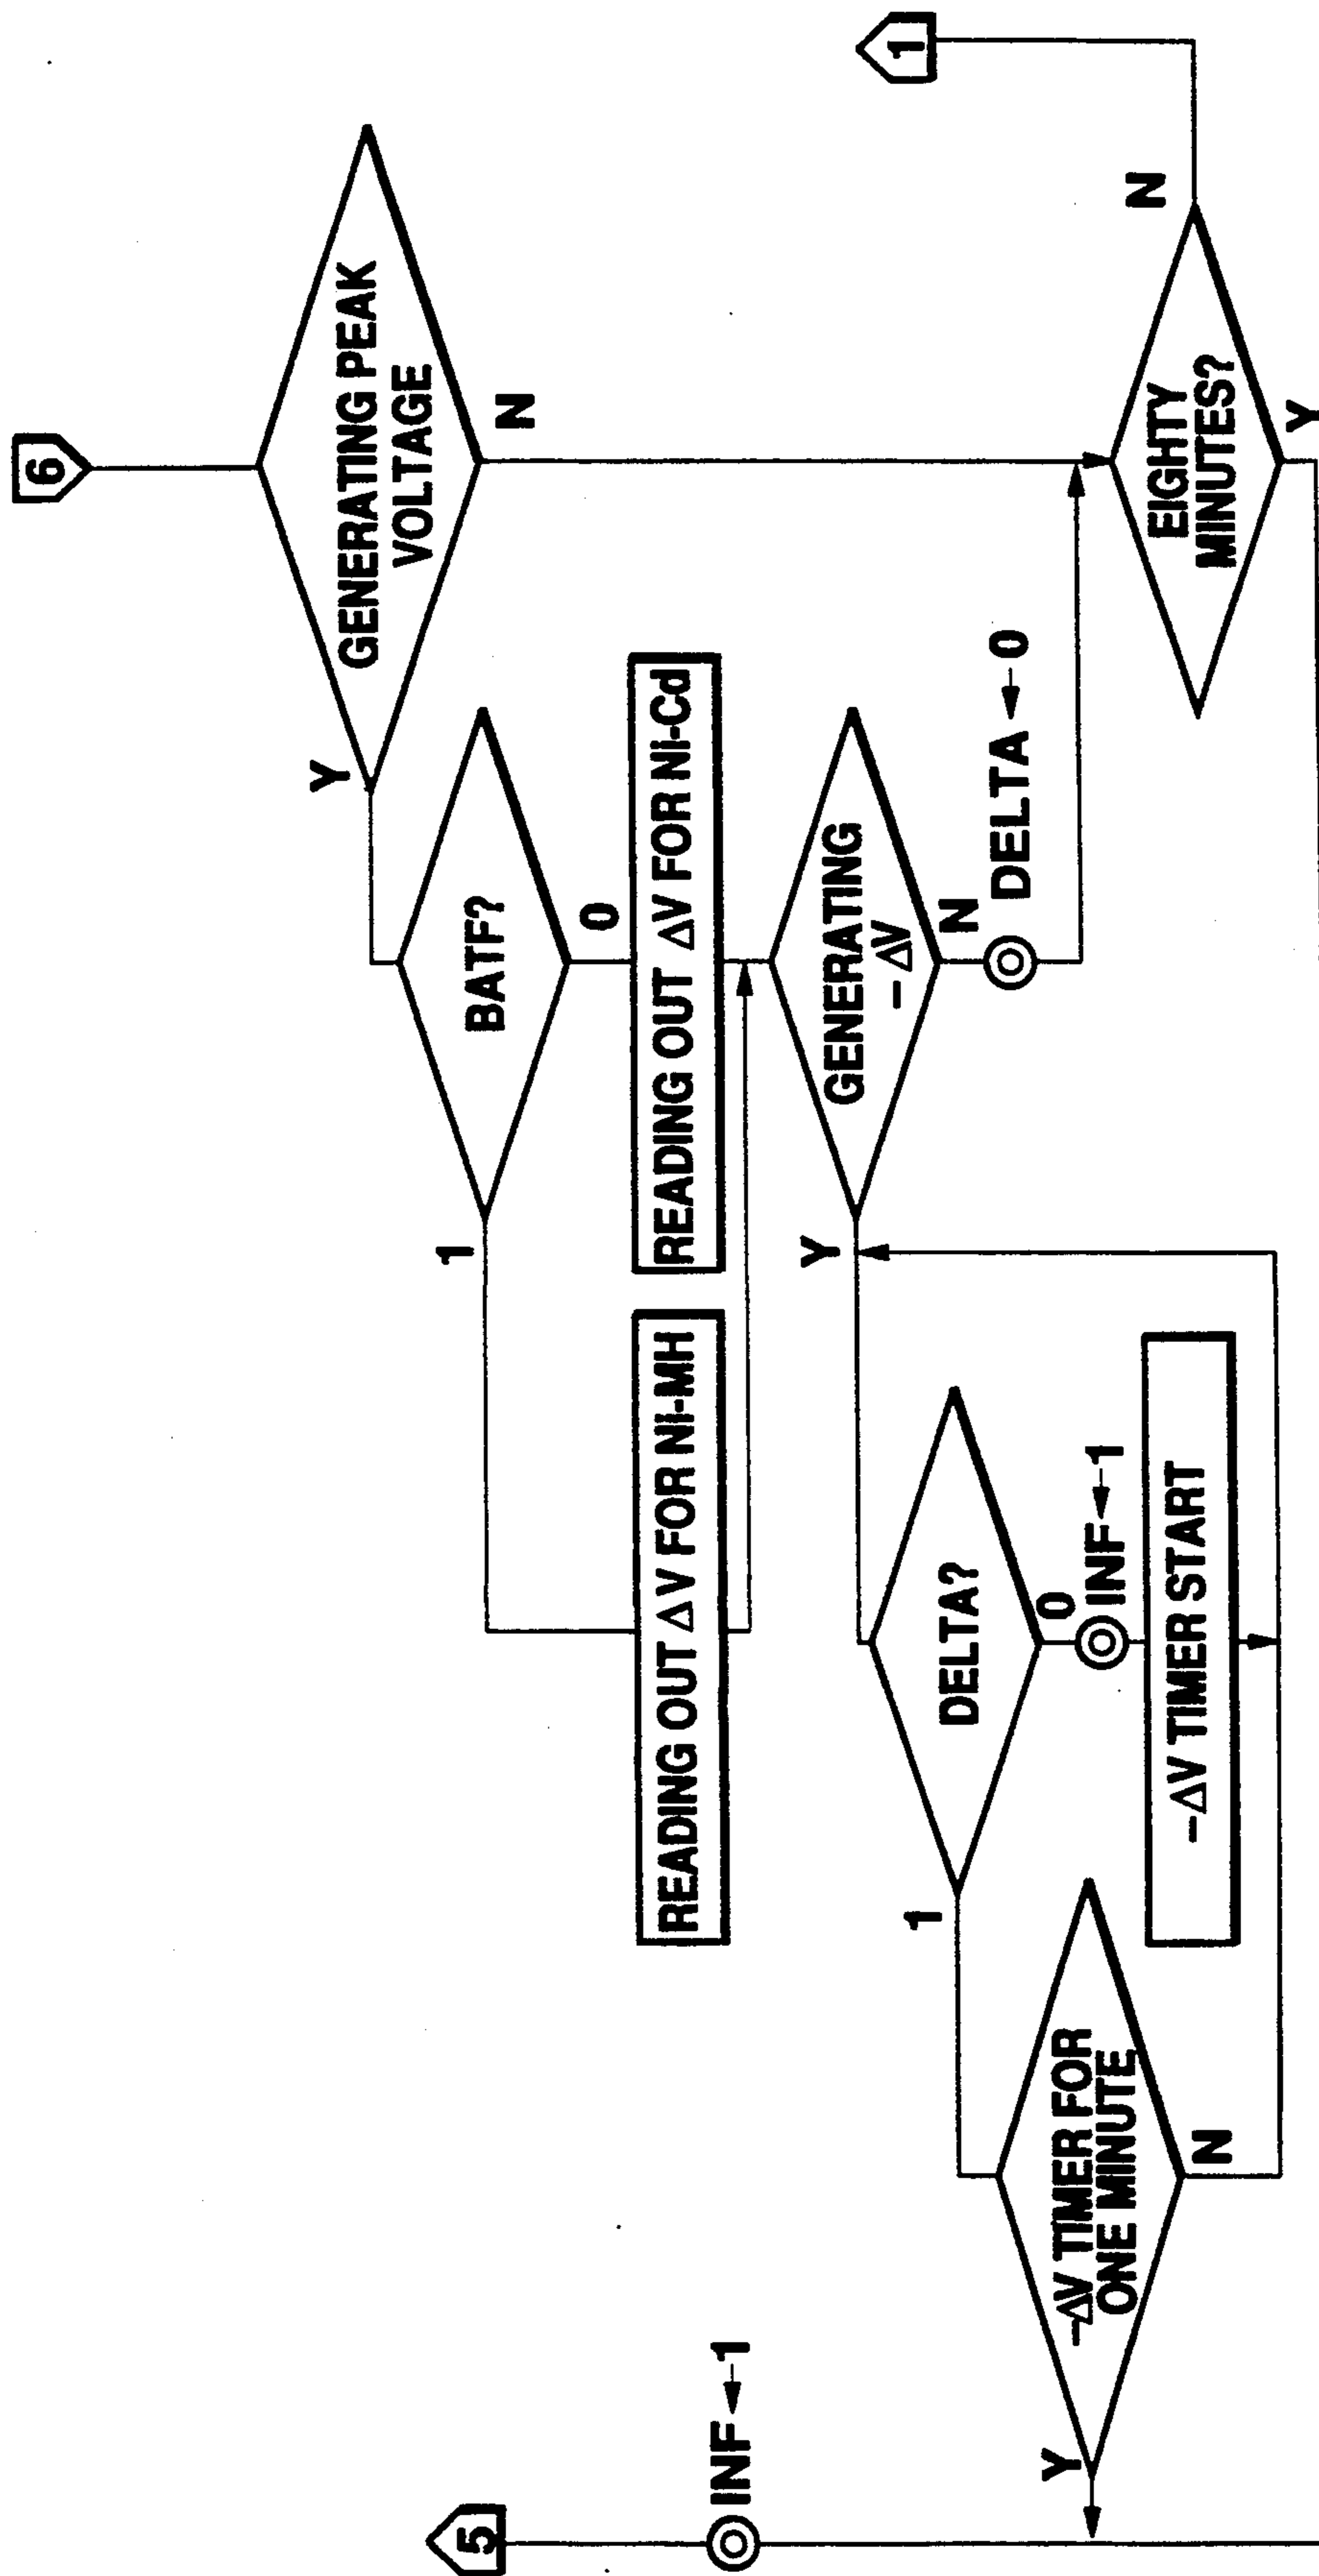 6
GENERATING PEAK
VOLTAGE
Y
N
BATF?
1
0
READING OUT ΔV FOR Ni-MH
READING OUT ΔV FOR Ni-Cd
GENERATING
-ΔV
Y
N
DELTA ← 0
DELTA?
1
0
INF ← 1
-ΔV TIMER START
-ΔV TIMER FOR
ONE MINUTE
Y
N
EIGHTY
MINUTES?
N
Y
1
INF ← 1
5